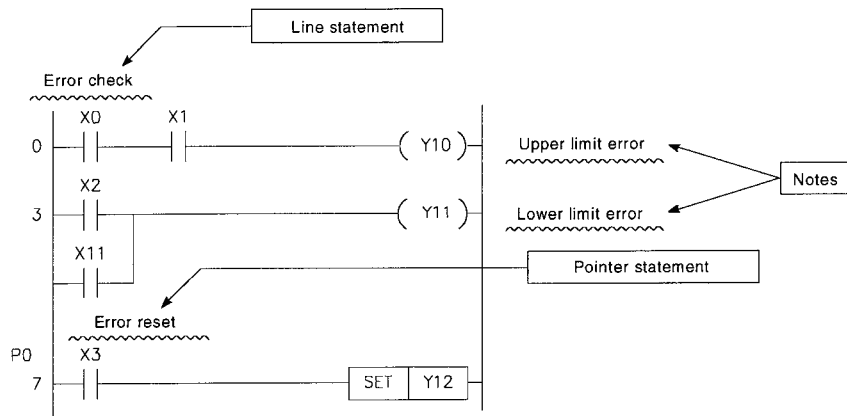 Line statement
Error check
X0 X1
0 Y10 Upper limit error
Notes
X2
3 Y11 Lower limit error
X11
Pointer statement
Error reset
P0 X3
7 SET Y12